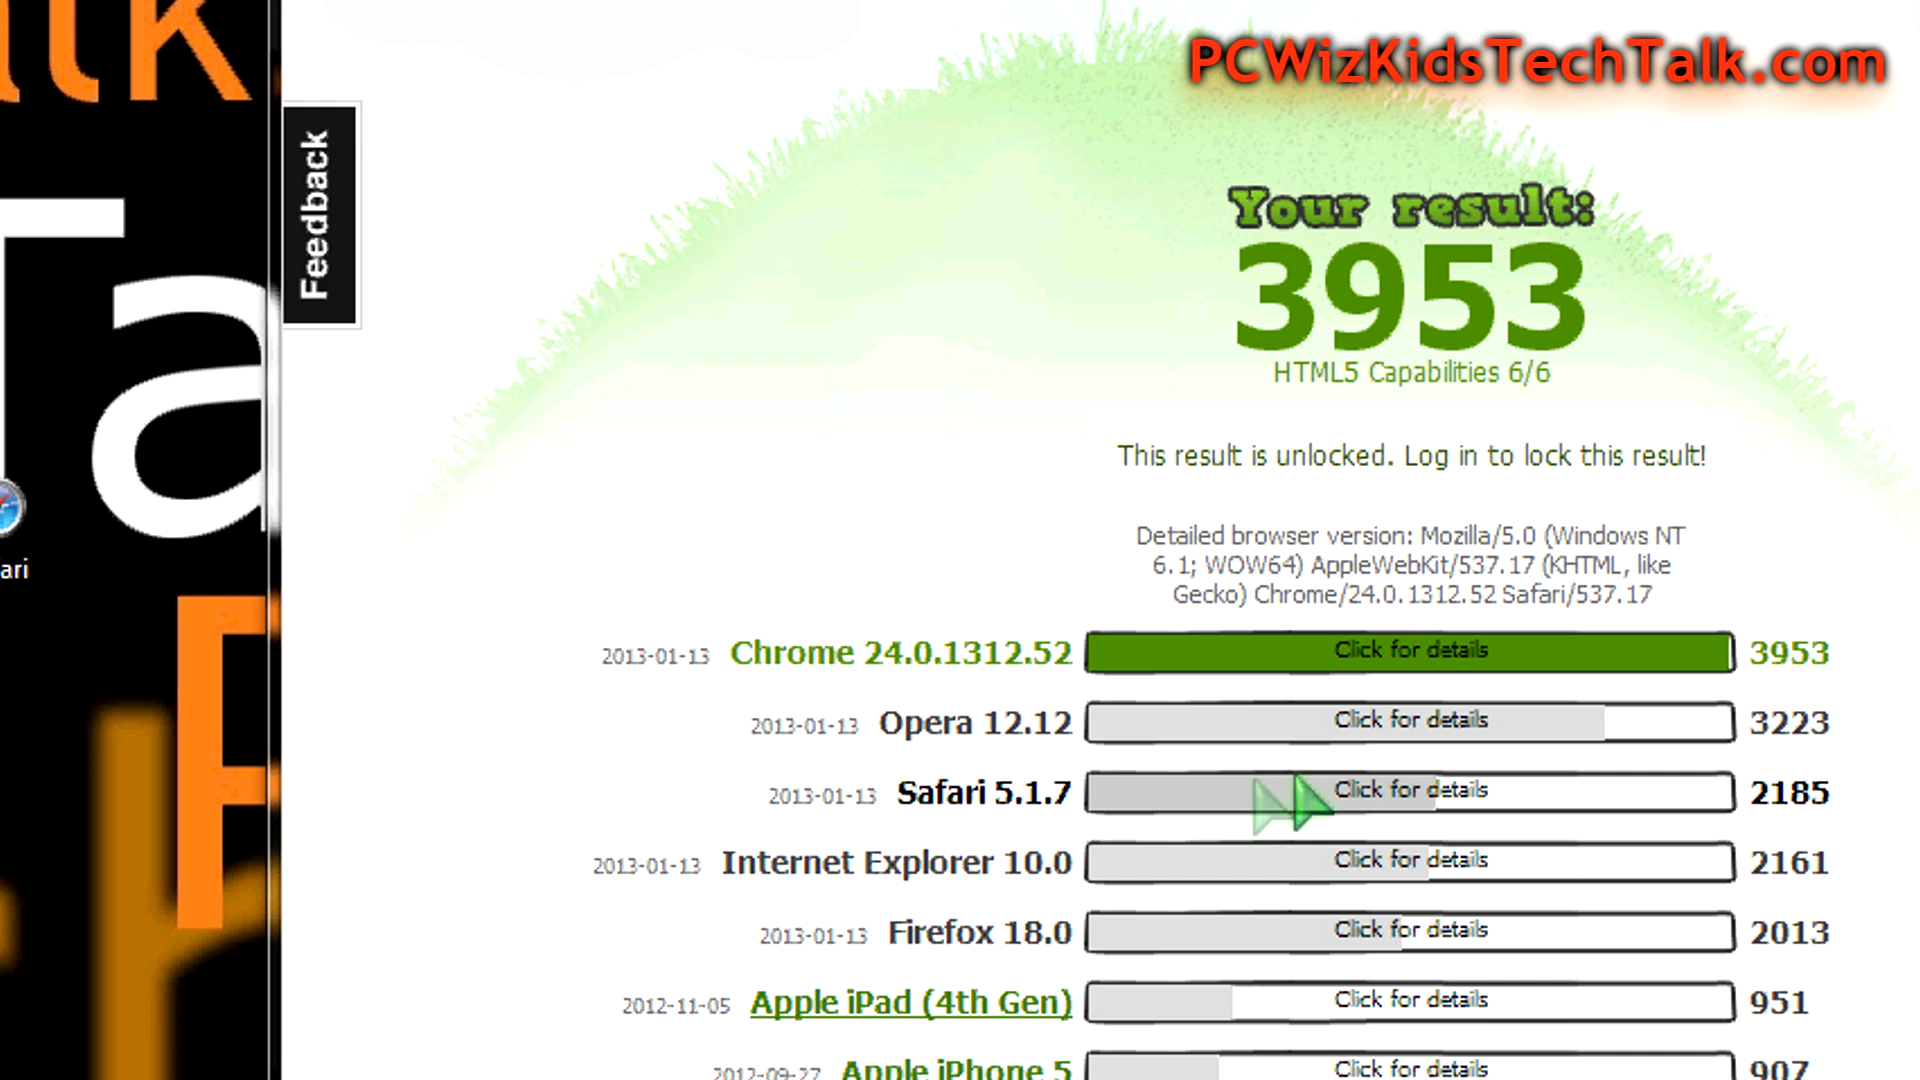 alk
PCWizKidsTechTalk.com
Feedback
Ta
Your result:
3953
HTML5 Capabilities 6/6
This result is unlocked. Log in to lock this result!
ari
Detailed browser version: Mozilla/5.0 (Windows NT
6.1; WOW64) AppleWebKit/537.17 (KHTML, like
Gecko) Chrome/24.0.1312.52 Safari/537.17
2013-01-13 Chrome 24.0.1312.52 Click for details 3953
2013-01-13 Opera 12.12 Click for details 3223
2013-01-13 Safari 5.1.7 Click for details 2185
2013-01-13 Internet Explorer 10.0 Click for details 2161
2013-01-13 Firefox 18.0 Click for details 2013
2012-11-05 Apple iPad (4th Gen) Click for details 951
2012-09-27 Apple iPhone 5 Click for details 907